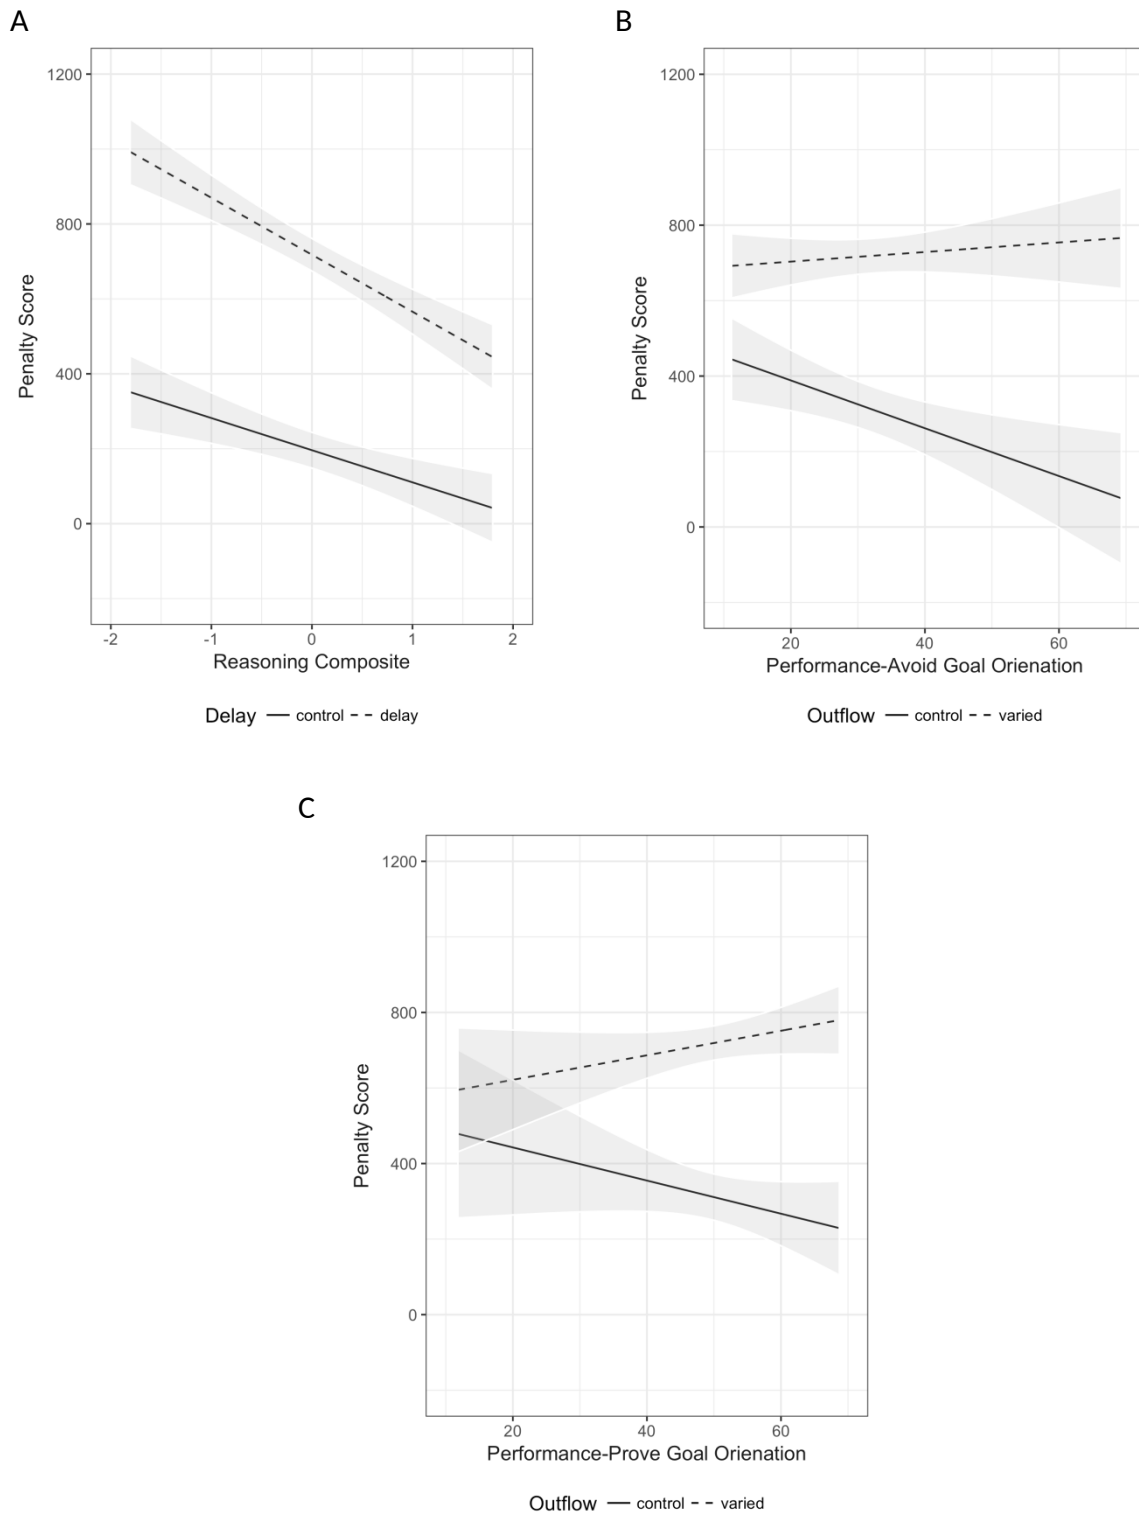 A
B
1200
800
400
0
Penalty Score
-2 -1 0 1 2
Reasoning Composite
Delay control delay
1200
800
400
0
Penalty Score
20 40 60
Performance-Avoid Goal Orienation
Outflow control varied
C
1200
800
400
0
Penalty Score
20 40 60
Performance-Prove Goal Orienation
Outflow control varied